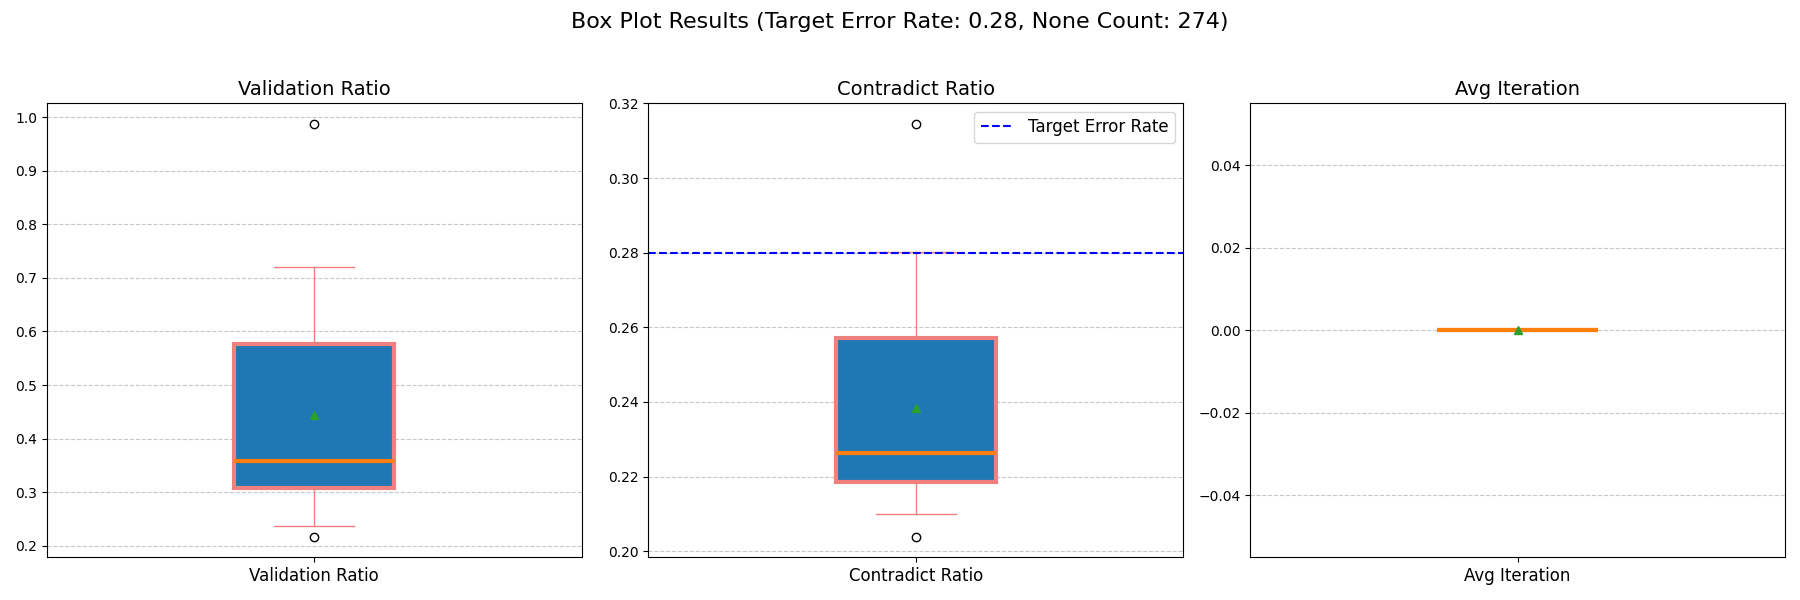 Box Plot Results (Target Error Rate: 0.28, None Count: 274)
Validation Ratio
1.0
0.9
0.8
0.7
0.6
0.5
0.4
0.3
0.2
Validation Ratio
Contradict Ratio
Target Error Rate
0.32
0.30
0.28
0.26
0.24
0.22
0.20
Contradict Ratio
Avg Iteration
0.04
0.02
0.00
−0.02
−0.04
Avg Iteration